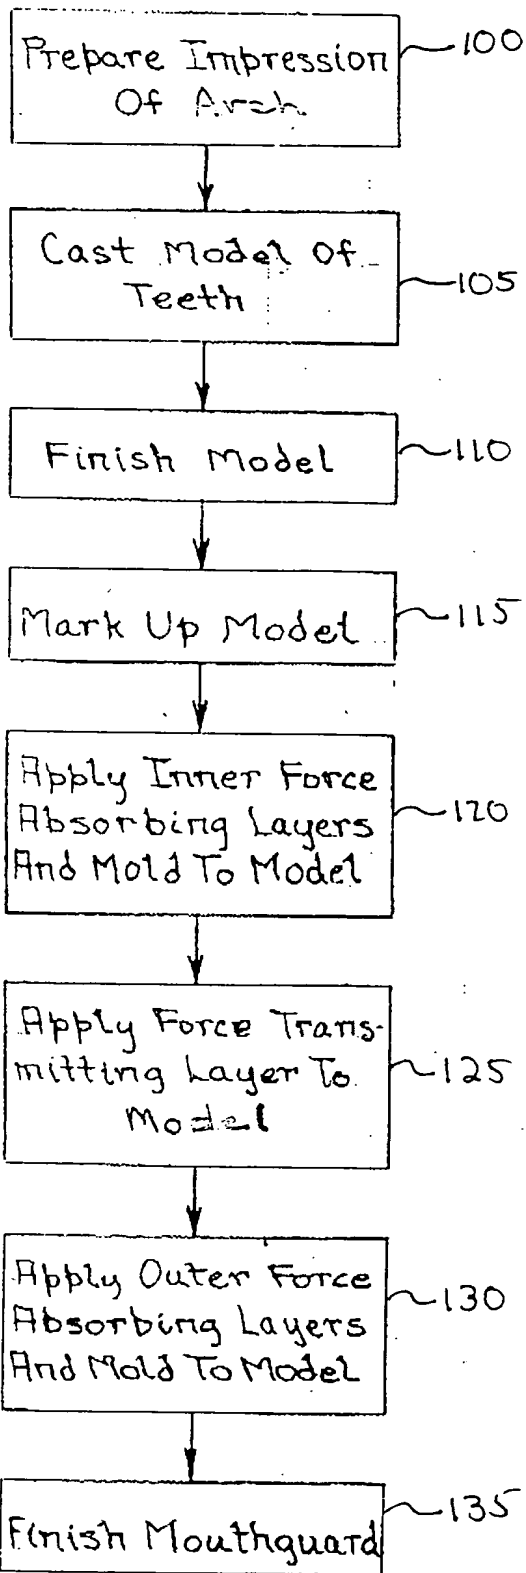 Prepare Impression
Of Arch
100
Cast Model Of
Teeth
105
Finish Model
110
Mark Up Model
115
Apply Inner Force
Absorbing Layers
And Mold To Model
120
Apply Force Trans-
mitting Layer To
Model
125
Apply Outer Force
Absorbing Layers
And Mold To Model
130
Finish Mouthguard
135